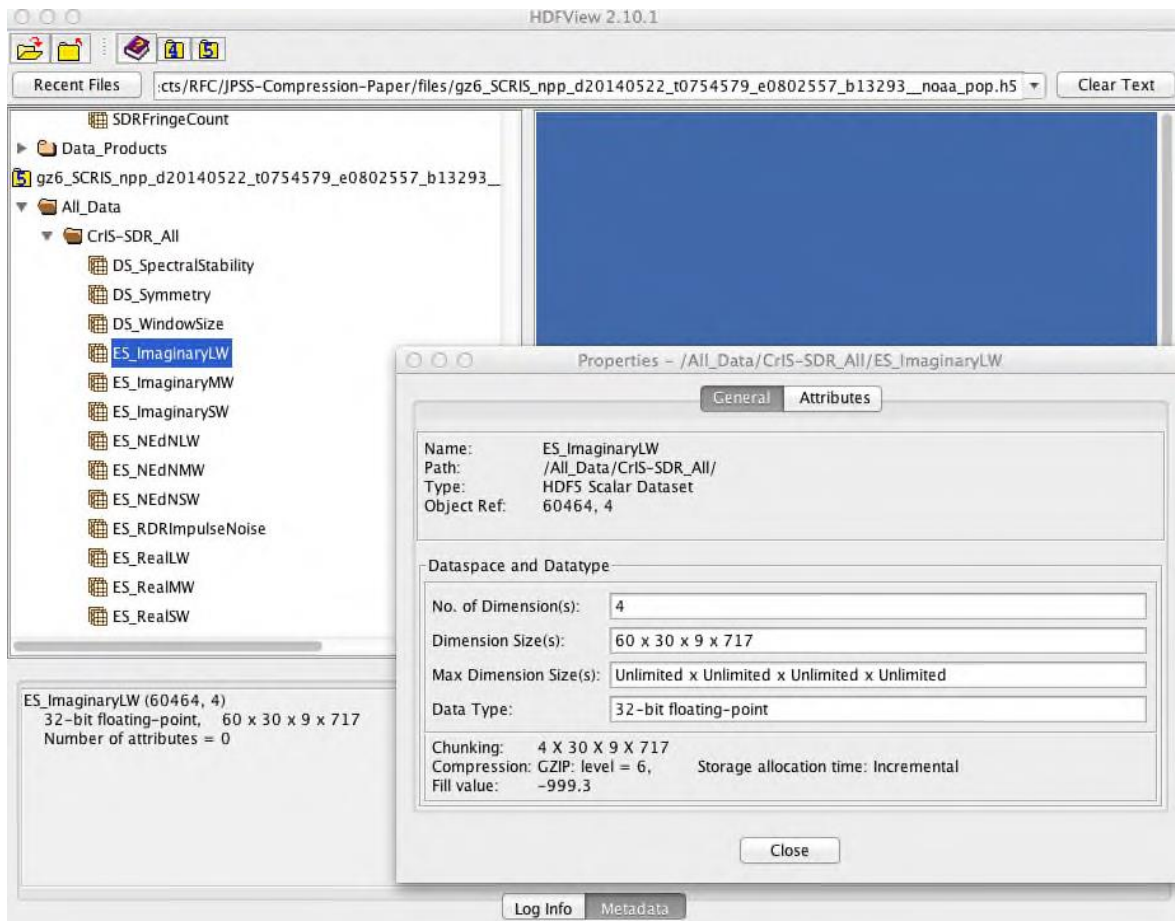 HDFView 2.10.1
4 5
Recent Files :cts/RFC/JPSS-Compression-Paper/files/gz6_SCRIS_npp_d20140522_t0754579_e0802557_b13293__noaa_pop.h5 Clear Text
SDRFringeCount
Data_Products
5 gz6_SCRIS_npp_d20140522_t0754579_e0802557_b13293__
All_Data
CrIS-SDR_All
DS_SpectralStability
DS_Symmetry
DS_WindowSize
ES_ImaginaryLW
ES_ImaginaryMW
ES_ImaginarySW
ES_NEdNLW
ES_NEdNMW
ES_NEdNSW
ES_RDRImpulseNoise
ES_RealLW
ES_RealMW
ES_RealSW
Properties - /All_Data/CrIS-SDR_All/ES_ImaginaryLW
General Attributes
Name: ES_ImaginaryLW
Path: /All_Data/CrIS-SDR_All/
Type: HDF5 Scalar Dataset
Object Ref: 60464, 4
Dataspace and Datatype
No. of Dimension(s): 4
Dimension Size(s): 60 x 30 x 9 x 717
Max Dimension Size(s): Unlimited x Unlimited x Unlimited x Unlimited
Data Type: 32-bit floating-point
Chunking: 4 X 30 X 9 X 717
Compression: GZIP: level = 6, Storage allocation time: Incremental
Fill value: -999.3
Close
ES_ImaginaryLW (60464, 4)
32-bit floating-point, 60 x 30 x 9 x 717
Number of attributes = 0
Log Info Metadata